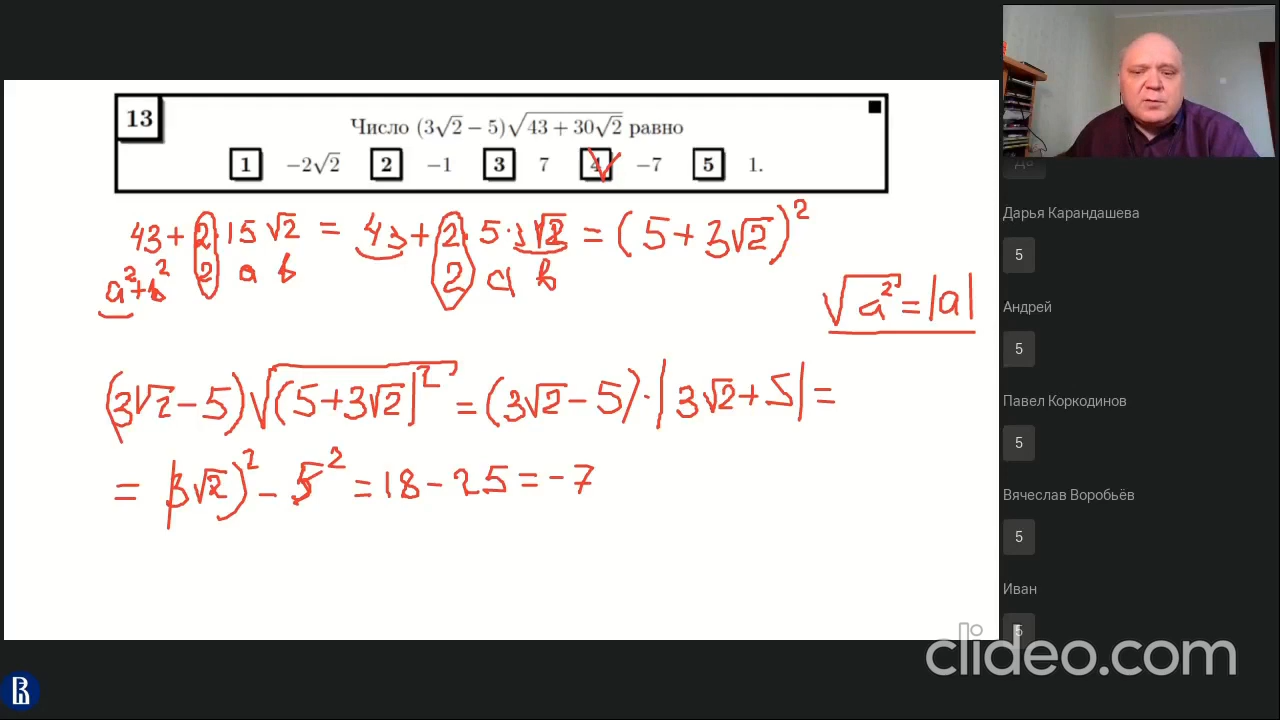 13
Число (3√2 − 5)√(43 + 30√2) равно
1 −2√2 2 −1 3 7 4 −7 5 1.
43+2·15√2 = 43+2·5·3√2 = (5+3√2)²
a²+b² 2 a b 2 a b
√a² = |a|
(3√2−5)√(5+3√2)² = (3√2−5)·|3√2+5| =
= (3√2)² − 5² = 18−25 = −7
Дарья Карандашева
5
Андрей
5
Павел Коркодинов
5
Вячеслав Воробьёв
5
Иван
5
clideo.com